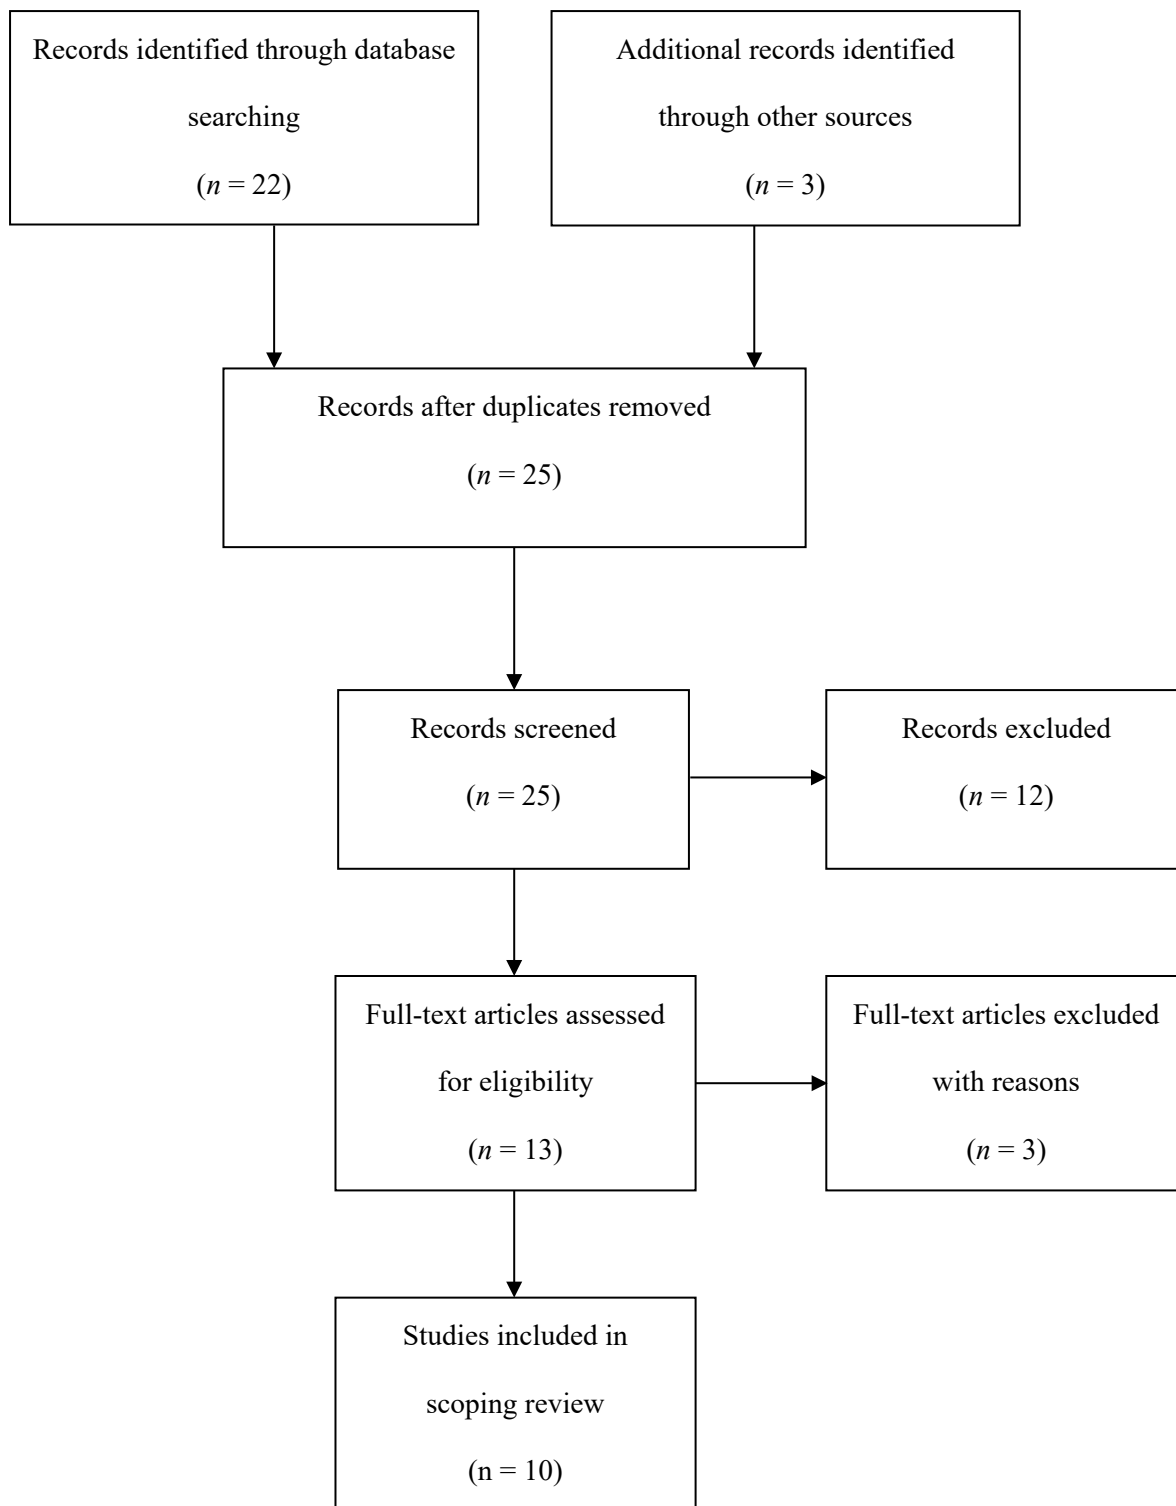 Records identified through database
searching
(n = 22)
Additional records identified
through other sources
(n = 3)
Records after duplicates removed
(n = 25)
Records screened
(n = 25)
Records excluded
(n = 12)
Full-text articles assessed
for eligibility
(n = 13)
Full-text articles excluded
with reasons
(n = 3)
Studies included in
scoping review
(n = 10)